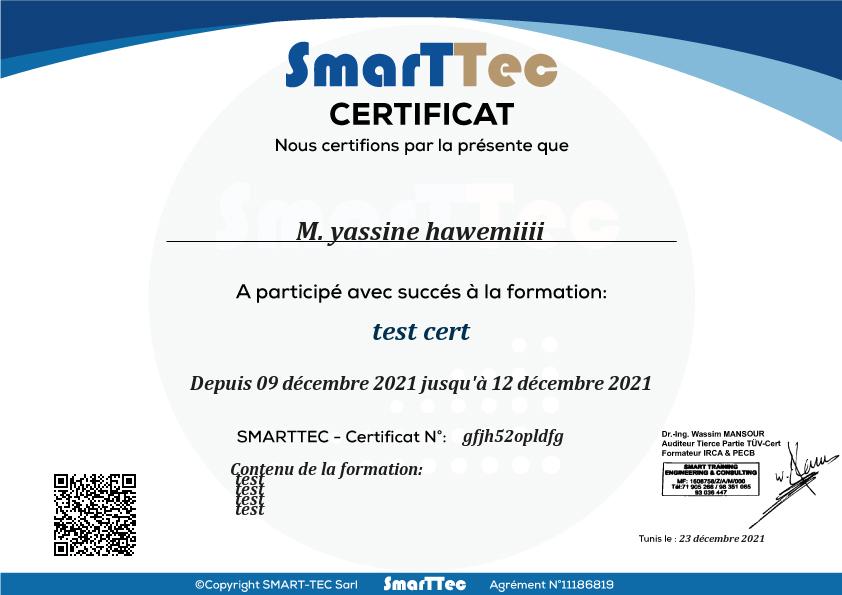 SmarTTec
CERTIFICAT
Nous certifions par la présente que
SmarTTec
M. yassine hawemiiii
A participé avec succés à la formation:
test cert
Depuis 09 décembre 2021 jusqu'à 12 décembre 2021
SMARTTEC - Certificat N°: gfjh52opldfg
Contenu de la formation:
test
test
test
test
Dr.-Ing. Wassim MANSOUR
Auditeur Tierce Partie TÜV-Cert
Formateur IRCA & PECB
SMART TRAINING
ENGINEERING & CONSULTING
MF: 1608758/Z/A/M/000
Tél:71 905 266 / 98 351 065
93 036 447
Tunis le : 23 décembre 2021
©Copyright SMART-TEC Sarl SmarTTec Agrément N°11186819